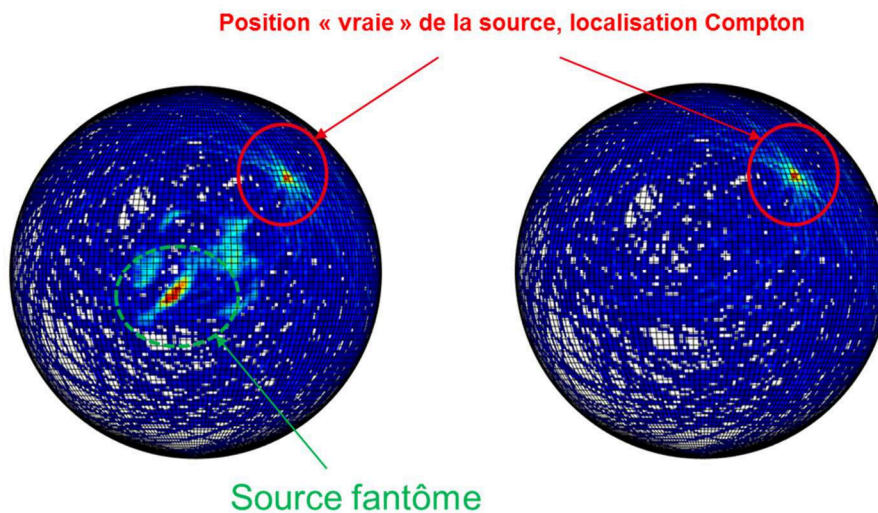 Position « vraie » de la source, localisation Compton
Source fantôme